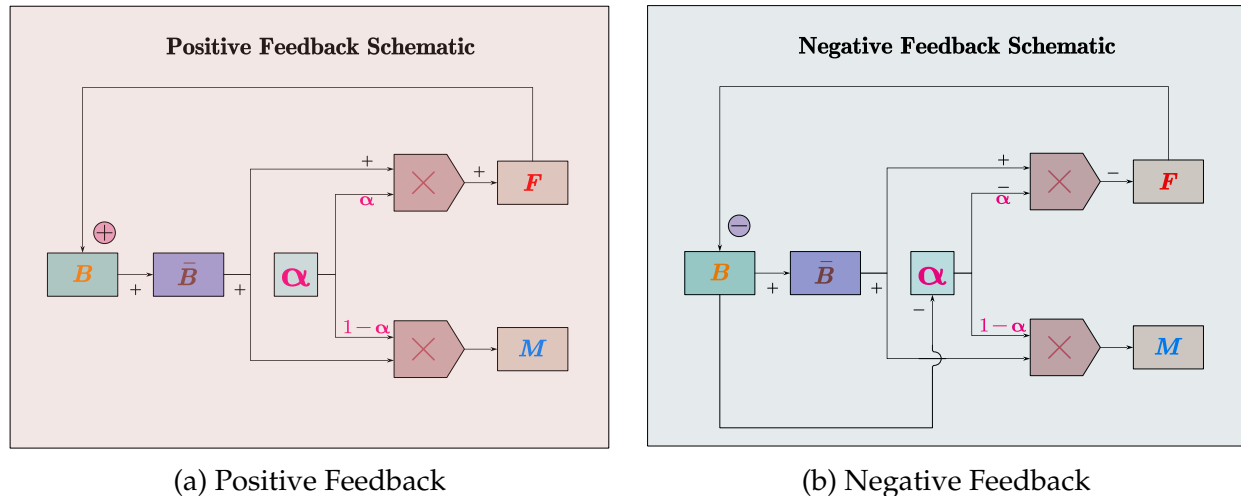 Positive Feedback Schematic
+
+
α
×
F
+
B
+
B̄
+
α
1−α
×
M
(a) Positive Feedback
Negative Feedback Schematic
+
−
α
×
−
F
−
B
+
B̄
+
α
−
1−α
×
M
(b) Negative Feedback